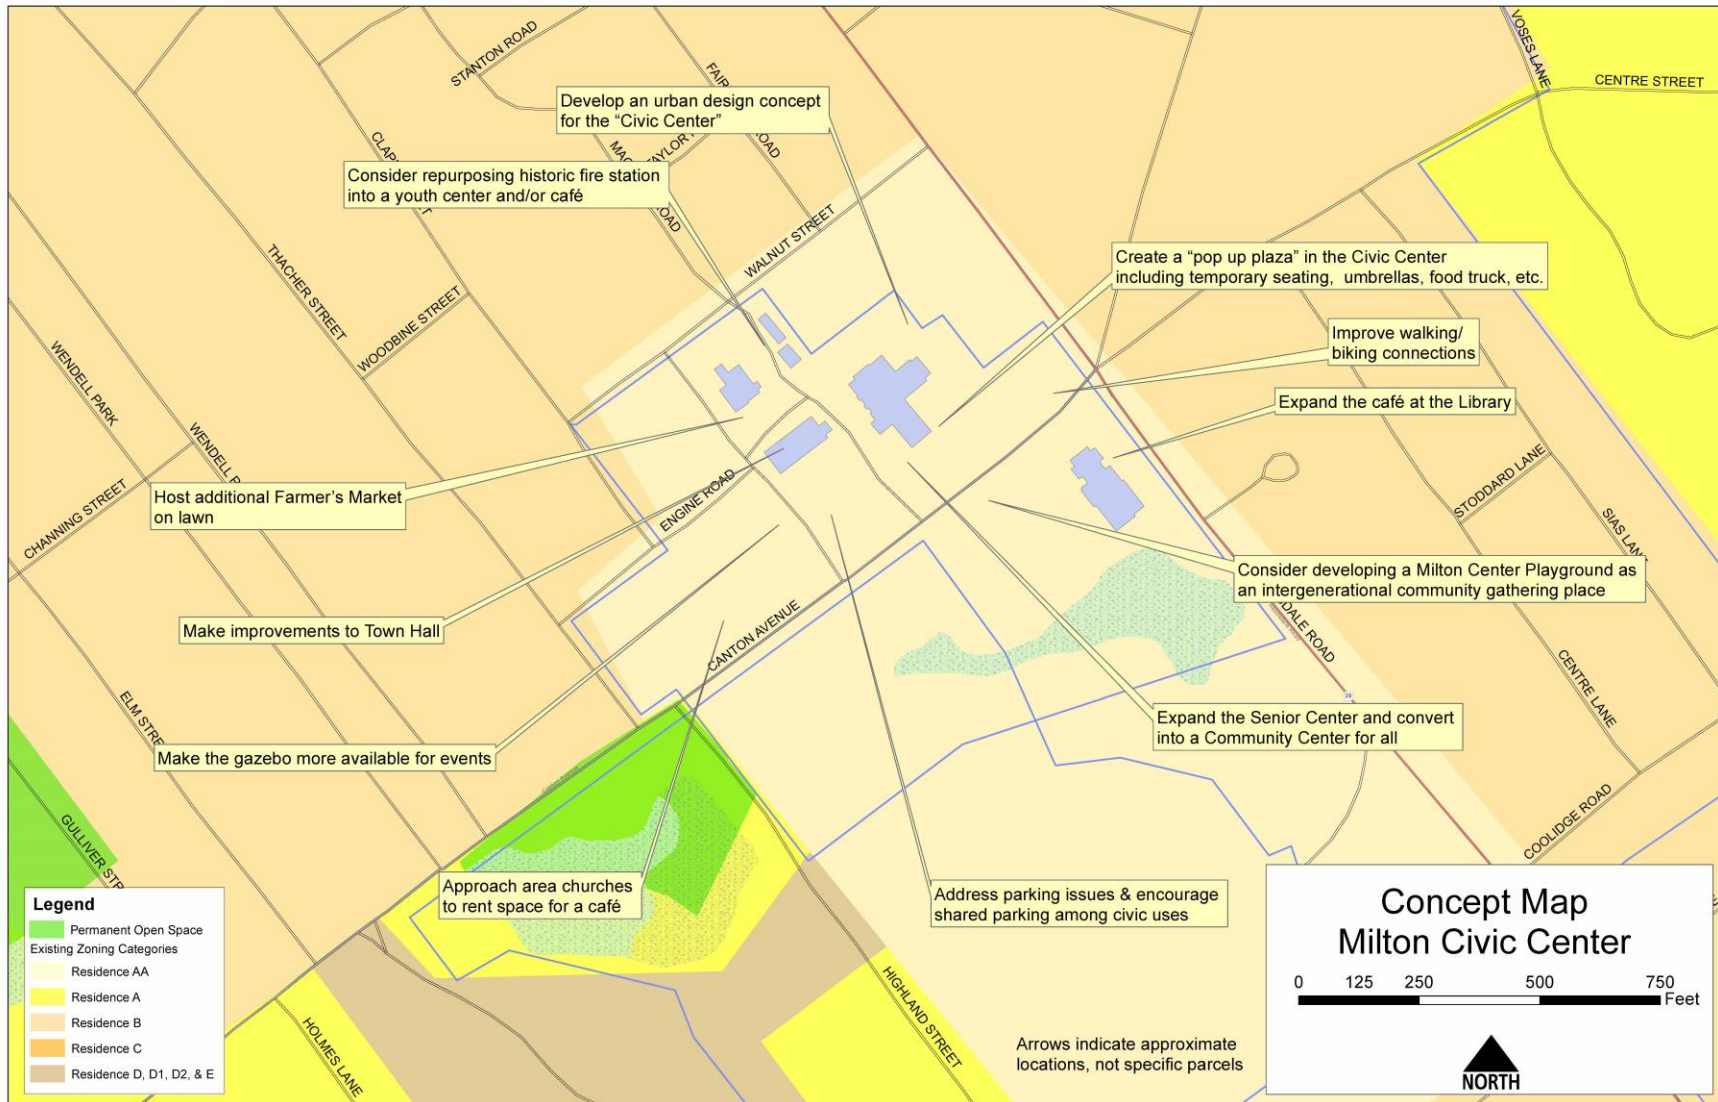 VOSES LANE
CENTRE STREET
STANTON ROAD
Develop an urban design concept
for the “Civic Center”
Consider repurposing historic fire station
into a youth center and/or café
WALNUT STREET
THACHER STREET
WOODBINE STREET
WENDELL PARK
CHANNING STREET
Create a “pop up plaza” in the Civic Center
including temporary seating, umbrellas, food truck, etc.
Improve walking/
biking connections
Expand the café at the Library
Host additional Farmer’s Market
on lawn
ENGINE ROAD
STODDARD LANE
SIAS LANE
Consider developing a Milton Center Playground as
an intergenerational community gathering place
Make improvements to Town Hall
CANTON AVENUE
DALE ROAD
CENTRE LANE
Expand the Senior Center and convert
into a Community Center for all
Make the gazebo more available for events
ELM STRE
GULLIVER STR
COOLIDGE ROAD
Approach area churches
to rent space for a café
Address parking issues & encourage
shared parking among civic uses
HIGHLAND STREET
HOLMES LANE
Legend
Permanent Open Space
Existing Zoning Categories
Residence AA
Residence A
Residence B
Residence C
Residence D, D1, D2, & E
Arrows indicate approximate
locations, not specific parcels
Concept Map
Milton Civic Center
0 125 250 500 750
Feet
NORTH